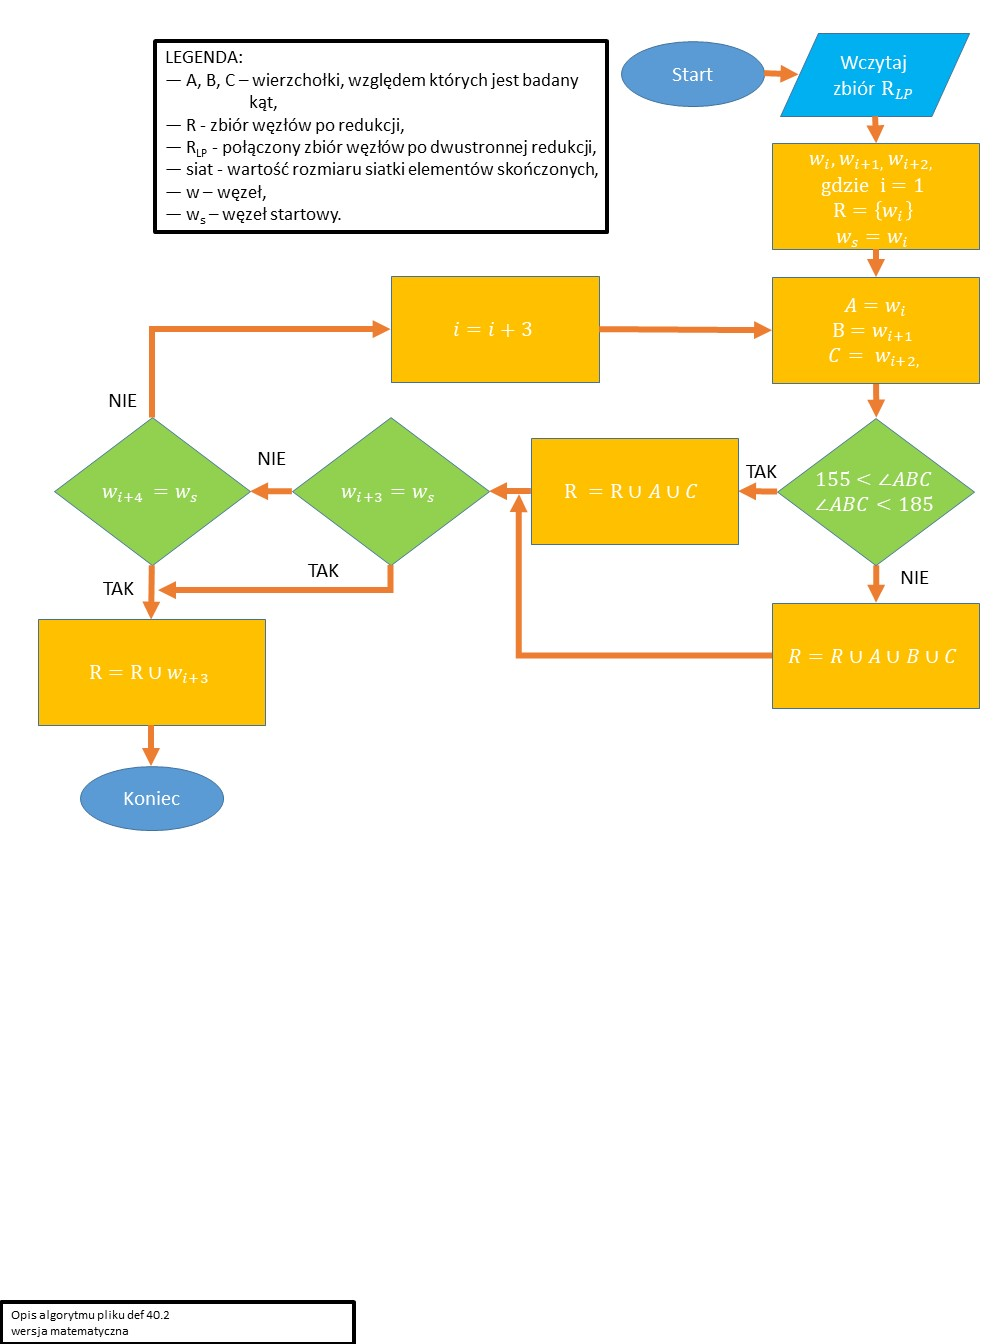 LEGENDA:
— A, B, C – wierzchołki, względem których jest badany
kąt,
— R - zbiór węzłów po redukcji,
— R_LP - połączony zbiór węzłów po dwustronnej redukcji,
— siat - wartość rozmiaru siatki elementów skończonych,
— w – węzeł,
— w_s – węzeł startowy.
Start
Wczytaj
zbiór R_LP
w_i, w_{i+1}, w_{i+2},
gdzie i = 1
R = {w_i}
w_s = w_i
i = i + 3
A = w_i
B = w_{i+1}
C = w_{i+2},
NIE
w_{i+4} = w_s
NIE
w_{i+3} = w_s
R = R ∪ A ∪ C
TAK
155 < ∠ABC
∠ABC < 185
TAK
TAK
NIE
R = R ∪ w_{i+3}
R = R ∪ A ∪ B ∪ C
Koniec
Opis algorytmu pliku def 40.2
wersja matematyczna